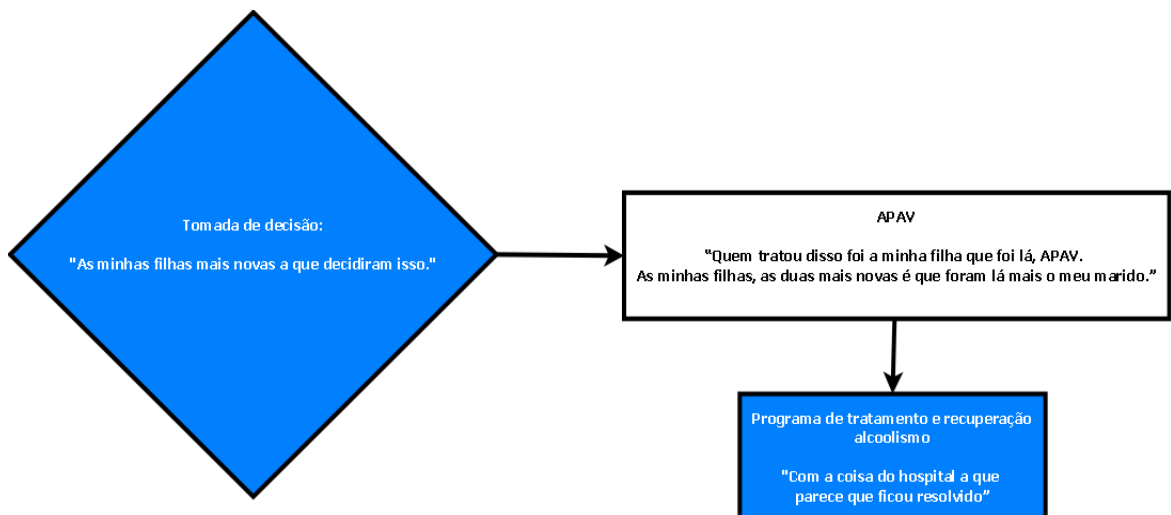 Tomada de decisão:
"As minhas filhas mais novas a que decidiram isso."
APAV
“Quem tratou disso foi a minha filha que foi lá, APAV.
As minhas filhas, as duas mais novas é que foram lá mais o meu marido.”
Programa de tratamento e recuperação
alcoolismo
"Com a coisa do hospital a que
parece que ficou resolvido”